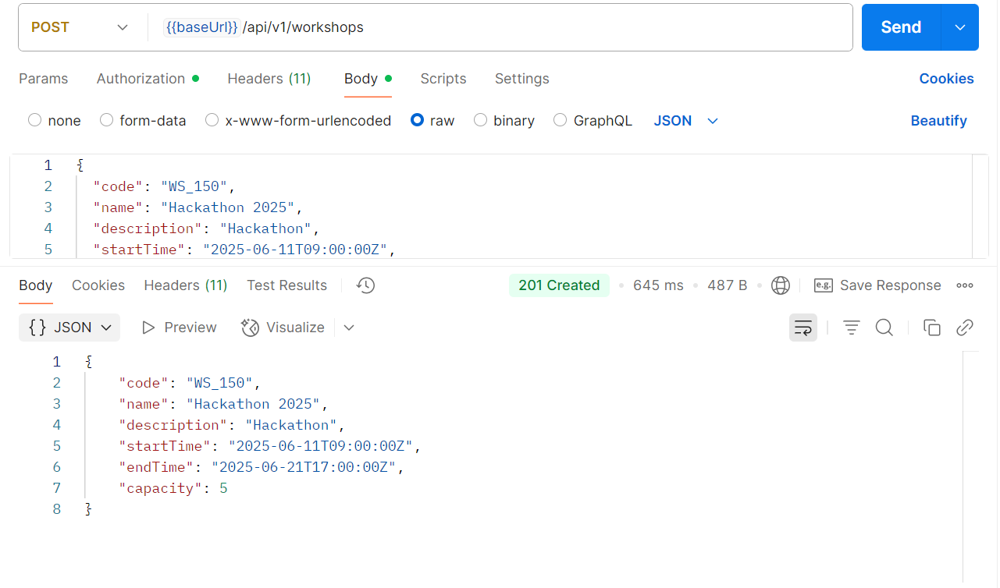 POST {{baseUrl}}/api/v1/workshops Send
Params Authorization Headers (11) Body Scripts Settings Cookies
none form-data x-www-form-urlencoded raw binary GraphQL JSON Beautify
1 {
2 "code": "WS_150",
3 "name": "Hackathon 2025",
4 "description": "Hackathon",
5 "startTime": "2025-06-11T09:00:00Z",
Body Cookies Headers (11) Test Results 201 Created 645 ms 487 B e.g. Save Response
{} JSON Preview Visualize
1 {
2 "code": "WS_150",
3 "name": "Hackathon 2025",
4 "description": "Hackathon",
5 "startTime": "2025-06-11T09:00:00Z",
6 "endTime": "2025-06-21T17:00:00Z",
7 "capacity": 5
8 }